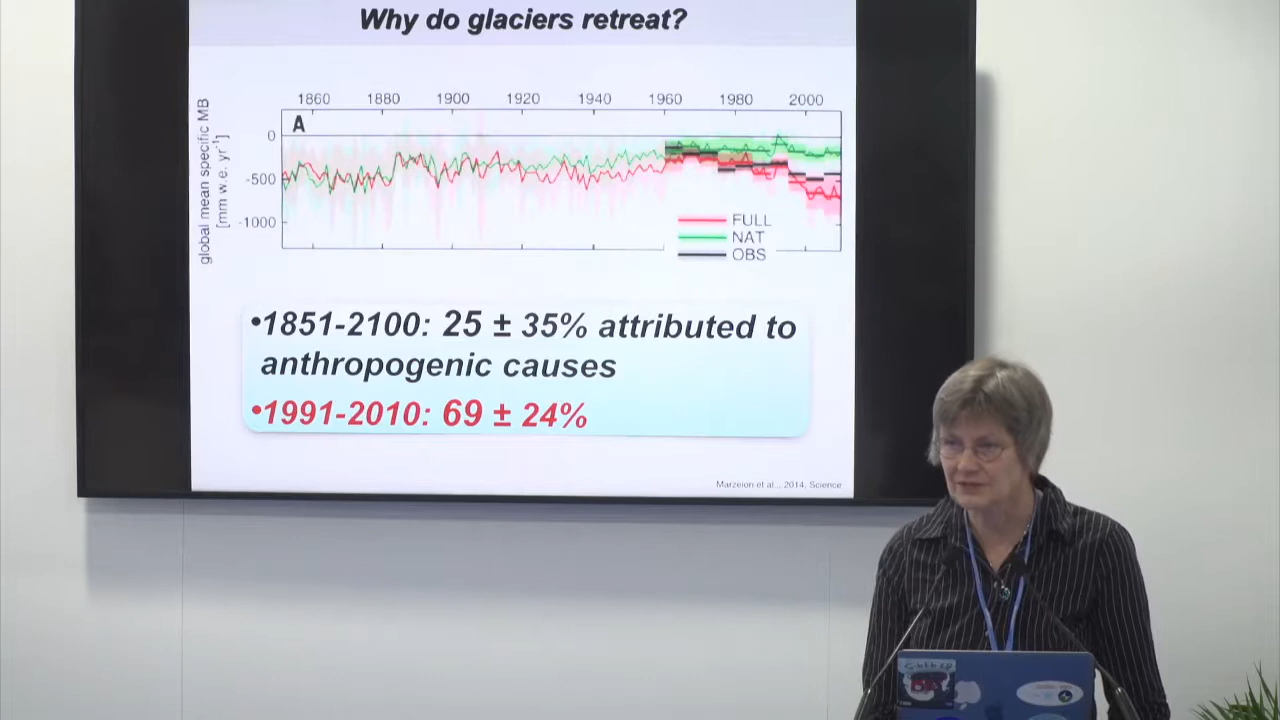 Why do glaciers retreat?
1860 1880 1900 1920 1940 1960 1980 2000
global mean specific MB
[mm w.e. yr⁻¹]
A
0
-500
-1000
FULL
NAT
OBS
•1851-2100: 25 ± 35% attributed to
anthropogenic causes
•1991-2010: 69 ± 24%
Marzeion et al., 2014, Science